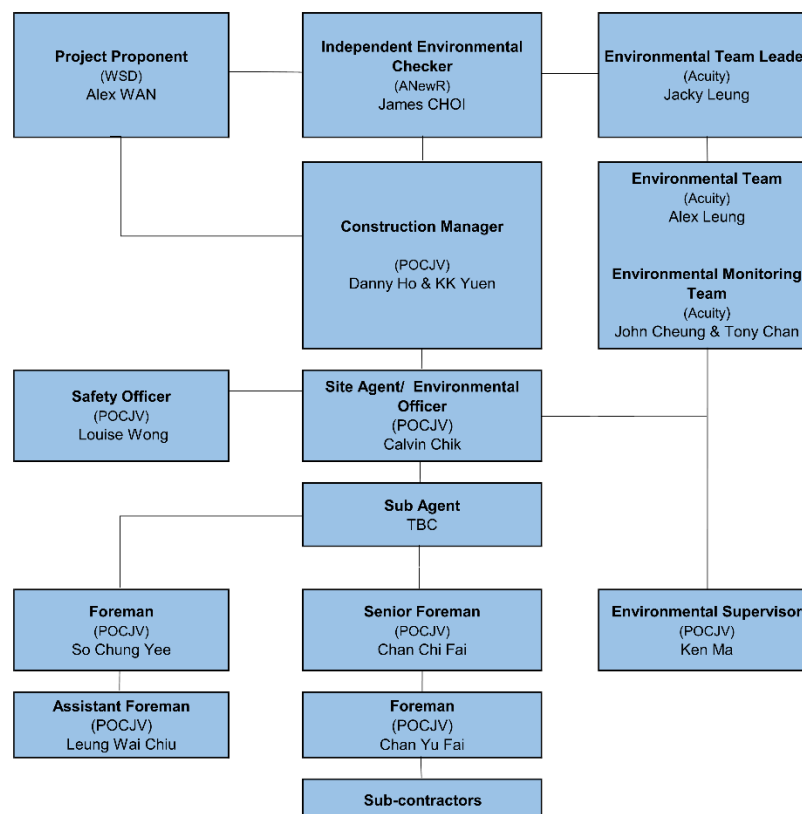 Project Proponent
(WSD)
Alex WAN
Independent Environmental
Checker
(ANewR)
James CHOI
Environmental Team Leade
(Acuity)
Jacky Leung
Construction Manager
(POCJV)
Danny Ho & KK Yuen
Environmental Team
(Acuity)
Alex Leung
Environmental Monitoring
Team
(Acuity)
John Cheung & Tony Chan
Safety Officer
(POCJV)
Louise Wong
Site Agent/ Environmental
Officer
(POCJV)
Calvin Chik
Sub Agent
TBC
Foreman
(POCJV)
So Chung Yee
Senior Foreman
(POCJV)
Chan Chi Fai
Environmental Supervisor
(POCJV)
Ken Ma
Assistant Foreman
(POCJV)
Leung Wai Chiu
Foreman
(POCJV)
Chan Yu Fai
Sub-contractors